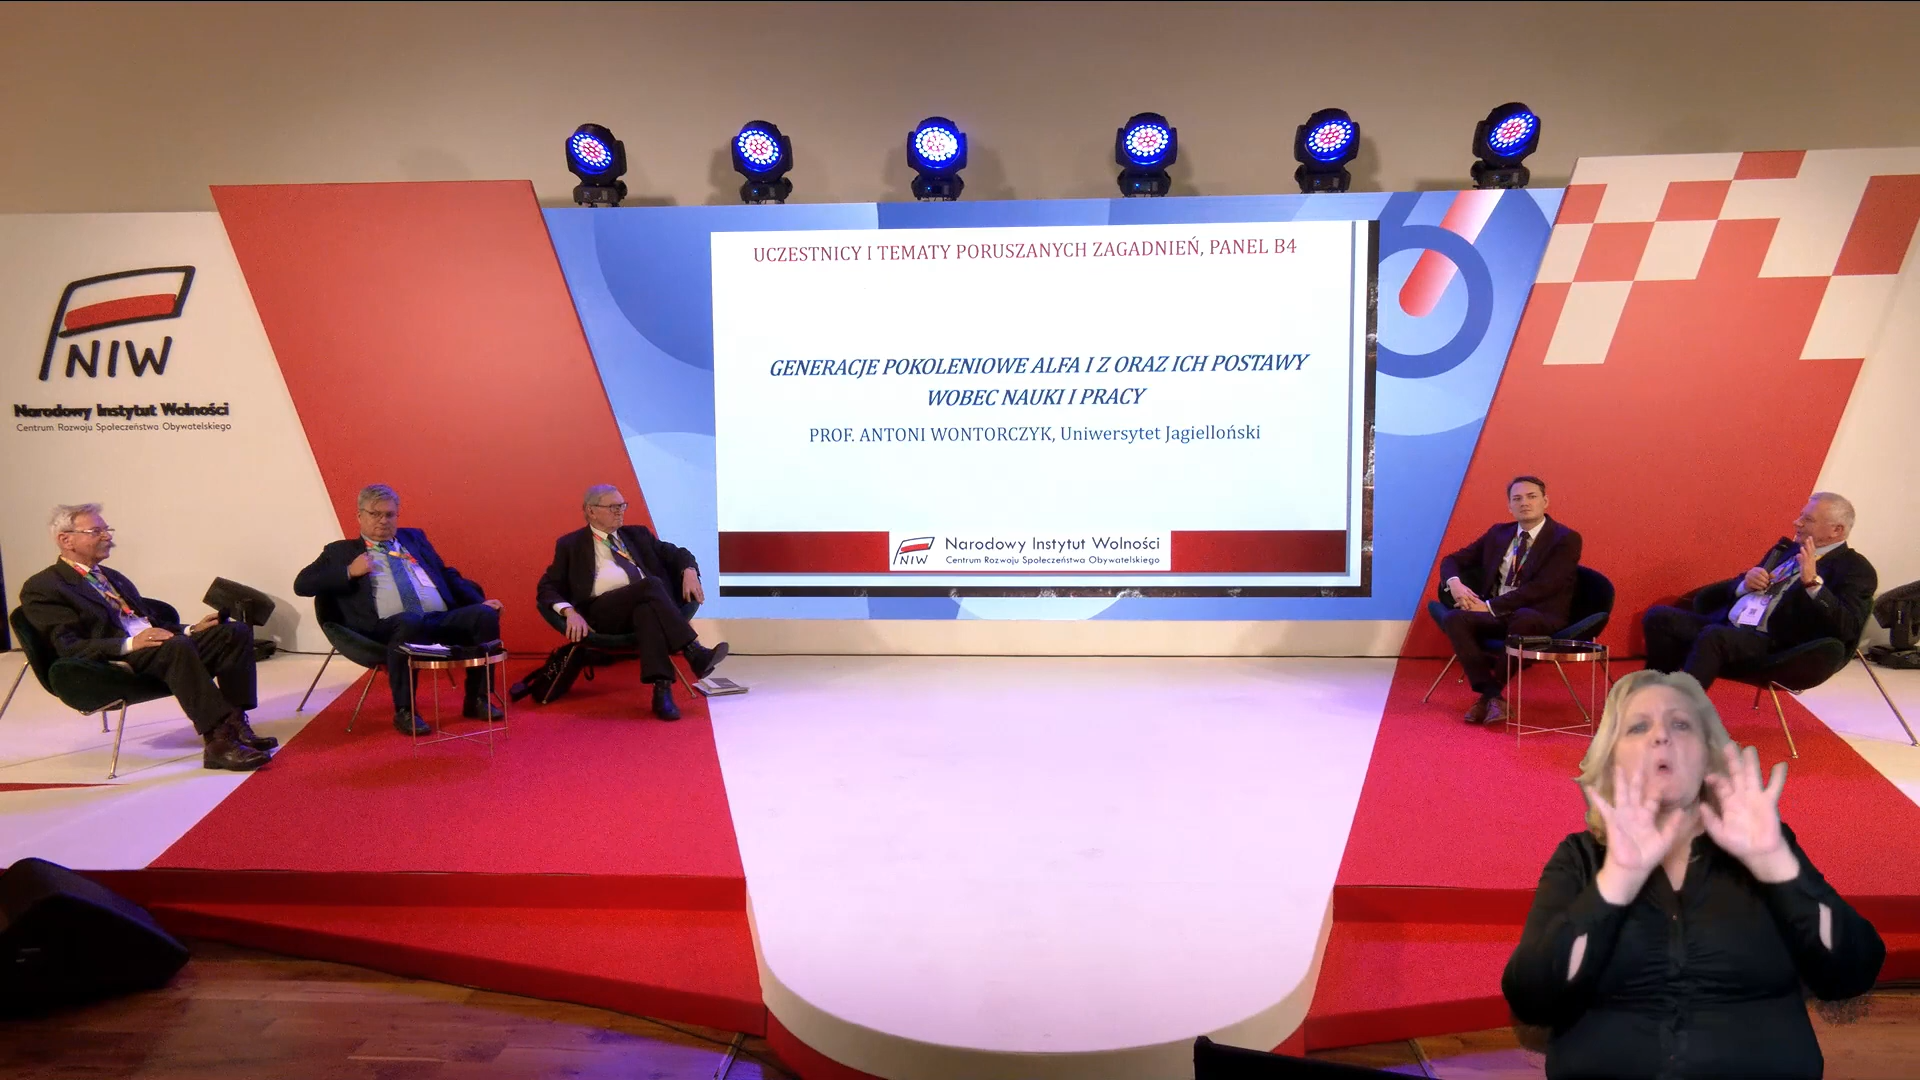 UCZESTNICY I TEMATY PORUSZANYCH ZAGADNIEŃ, PANEL B4
GENERACJE POKOLENIOWE ALFA I Z ORAZ ICH POSTAWY
WOBEC NAUKI I PRACY
PROF. ANTONI WONTORCZYK, Uniwersytet Jagielloński
NIW
Narodowy Instytut Wolności
Centrum Rozwoju Społeczeństwa Obywatelskiego
NIW
Narodowy Instytut Wolności
Centrum Rozwoju Społeczeństwa Obywatelskiego